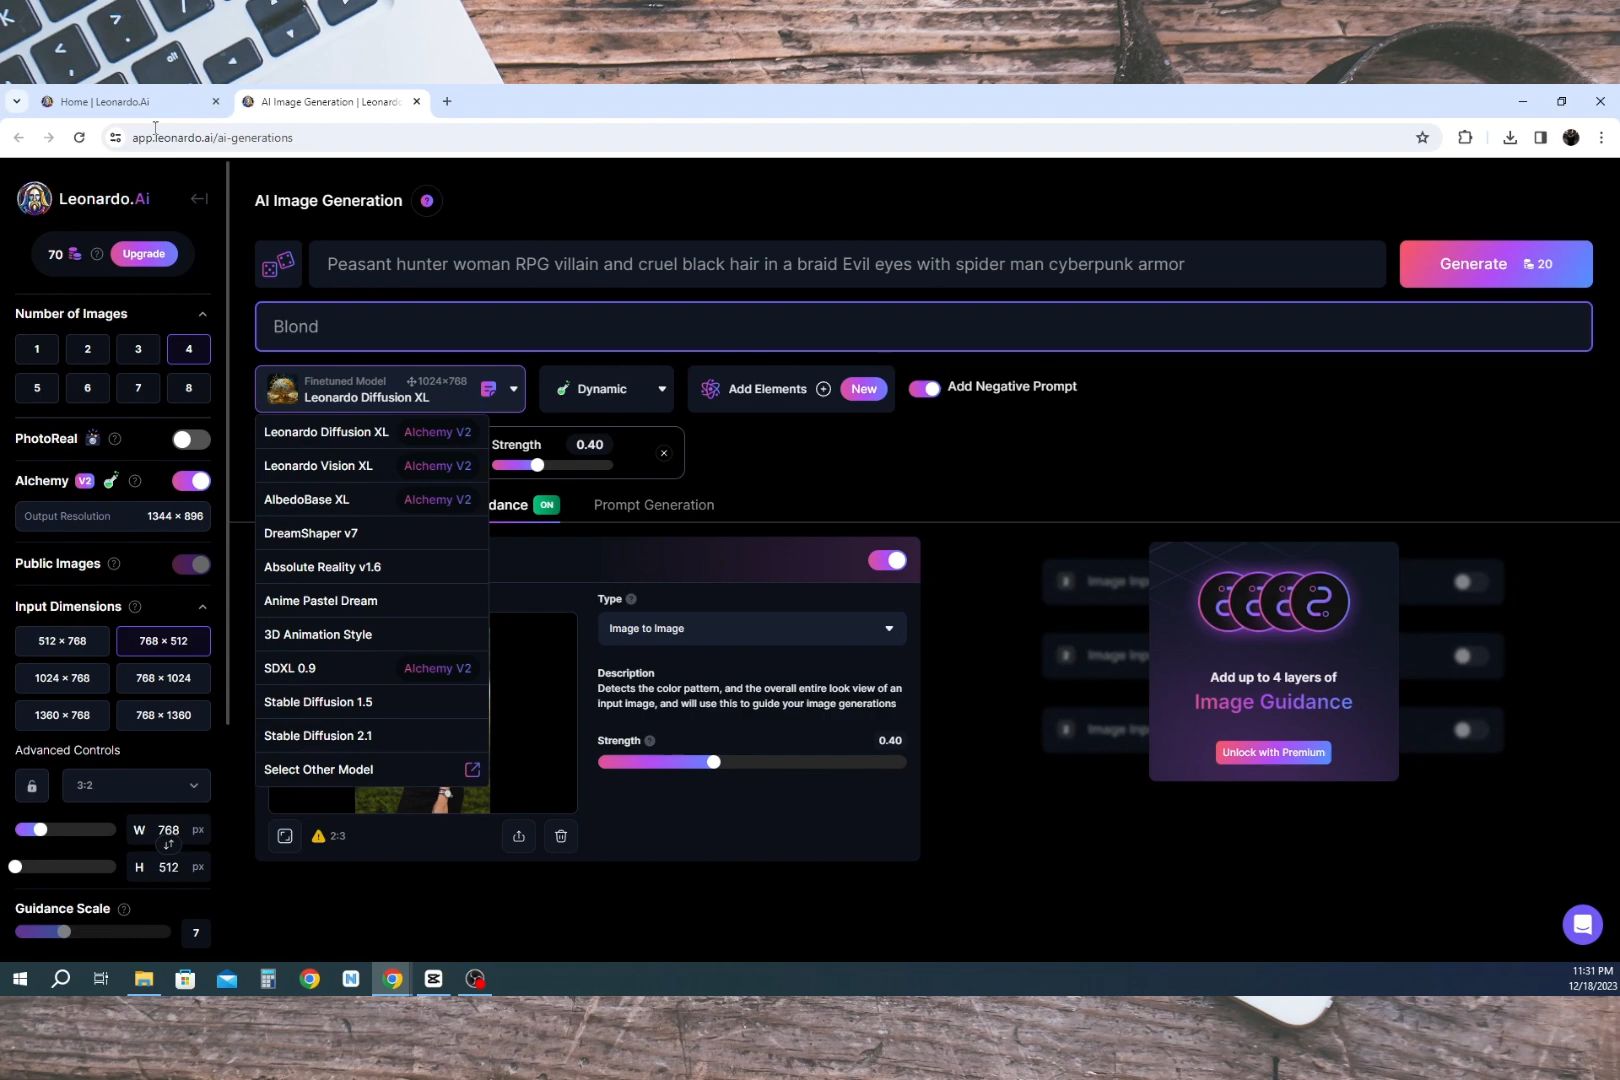 Home | Leonardo.Ai
AI Image Generation | Leonardo
app.leonardo.ai/ai-generations
Leonardo.Ai
70
Upgrade
Number of Images
1 2 3 4
5 6 7 8
PhotoReal
Alchemy V2
Output Resolution 1344 × 896
Public Images
Input Dimensions
512 × 768 768 × 512
1024 × 768 768 × 1024
1360 × 768 768 × 1360
Advanced Controls
3:2
W 768 px
H 512 px
Guidance Scale
7
AI Image Generation
Peasant hunter woman RPG villain and cruel black hair in a braid Evil eyes with spider man cyberpunk armor
Generate 20
Blond
Finetuned Model 1024×768
Leonardo Diffusion XL
Dynamic
Add Elements
New
Add Negative Prompt
Leonardo Diffusion XL Alchemy V2
Leonardo Vision XL Alchemy V2
AlbedoBase XL Alchemy V2
DreamShaper v7
Absolute Reality v1.6
Anime Pastel Dream
3D Animation Style
SDXL 0.9 Alchemy V2
Stable Diffusion 1.5
Stable Diffusion 2.1
Select Other Model
Strength 0.40
dance ON
Prompt Generation
Type
Image to Image
Description
Detects the color pattern, and the overall entire look view of an
input image, and will use this to guide your image generations
Strength 0.40
2:3
Image Inp
Image Inp
Image Inp
Add up to 4 layers of
Image Guidance
Unlock with Premium
11:31 PM
12/18/2023